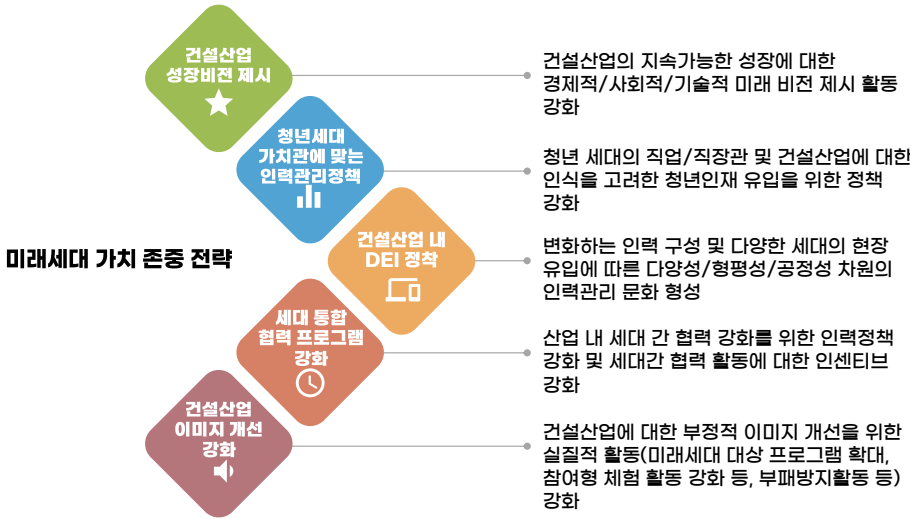 건설산업
성장비전 제시
건설산업의 지속가능한 성장에 대한
경제적/사회적/기술적 미래 비전 제시 활동
강화
청년세대
가치관에 맞는
인력관리정책
청년 세대의 직업/직장관 및 건설산업에 대한
인식을 고려한 청년인재 유입을 위한 정책
강화
미래세대 가치 존중 전략
건설산업 내
DEI 정착
변화하는 인력 구성 및 다양한 세대의 현장
유입에 따른 다양성/형평성/공정성 차원의
인력관리 문화 형성
세대 통합
협력 프로그램
강화
산업 내 세대 간 협력 강화를 위한 인력정책
강화 및 세대간 협력 활동에 대한 인센티브
강화
건설산업
이미지 개선
강화
건설산업에 대한 부정적 이미지 개선을 위한
실질적 활동(미래세대 대상 프로그램 확대,
참여형 체험 활동 강화 등, 부패방지활동 등)
강화